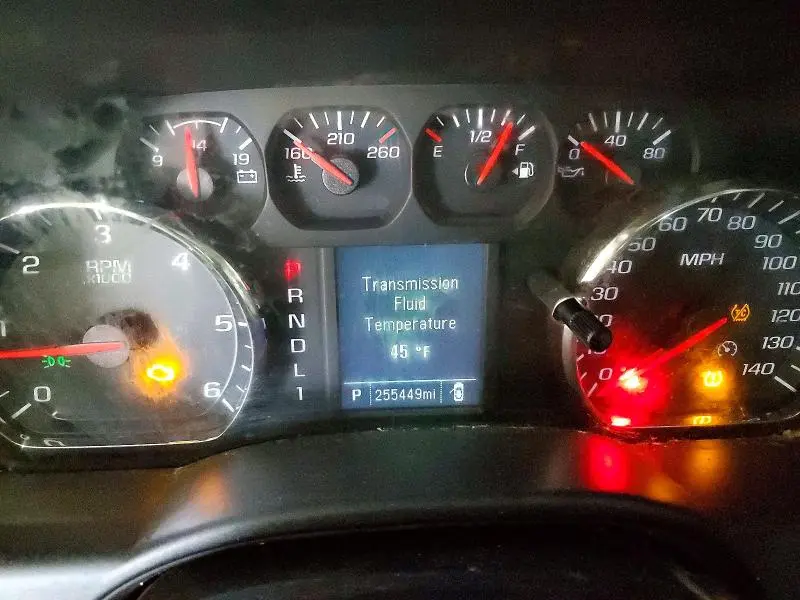 9 14 19
160 210 260
E 1/2 F
0 40 80
0 1 2 3 4 5 6
RPM
x1000
P
R
N
D
L
1
Transmission
Fluid
Temperature
45 °F
P 255449mi
MPH
0 30 40 50 60 70 80 90 100 110 120 130 140